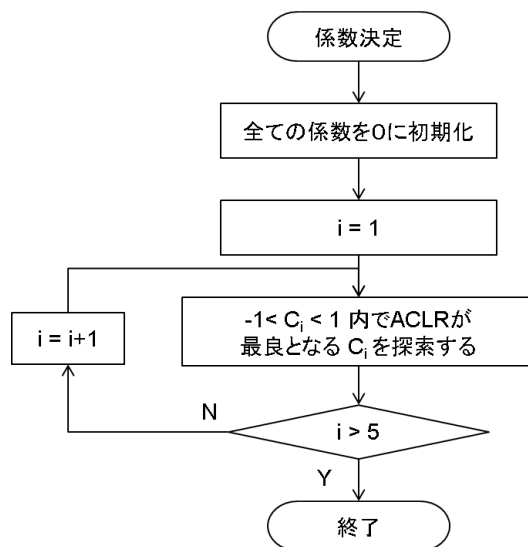 係数決定
全ての係数を0に初期化
i = 1
-1< Ci < 1 内でACLRが
最良となる Ci を探索する
i = i+1
N
i > 5
Y
終了